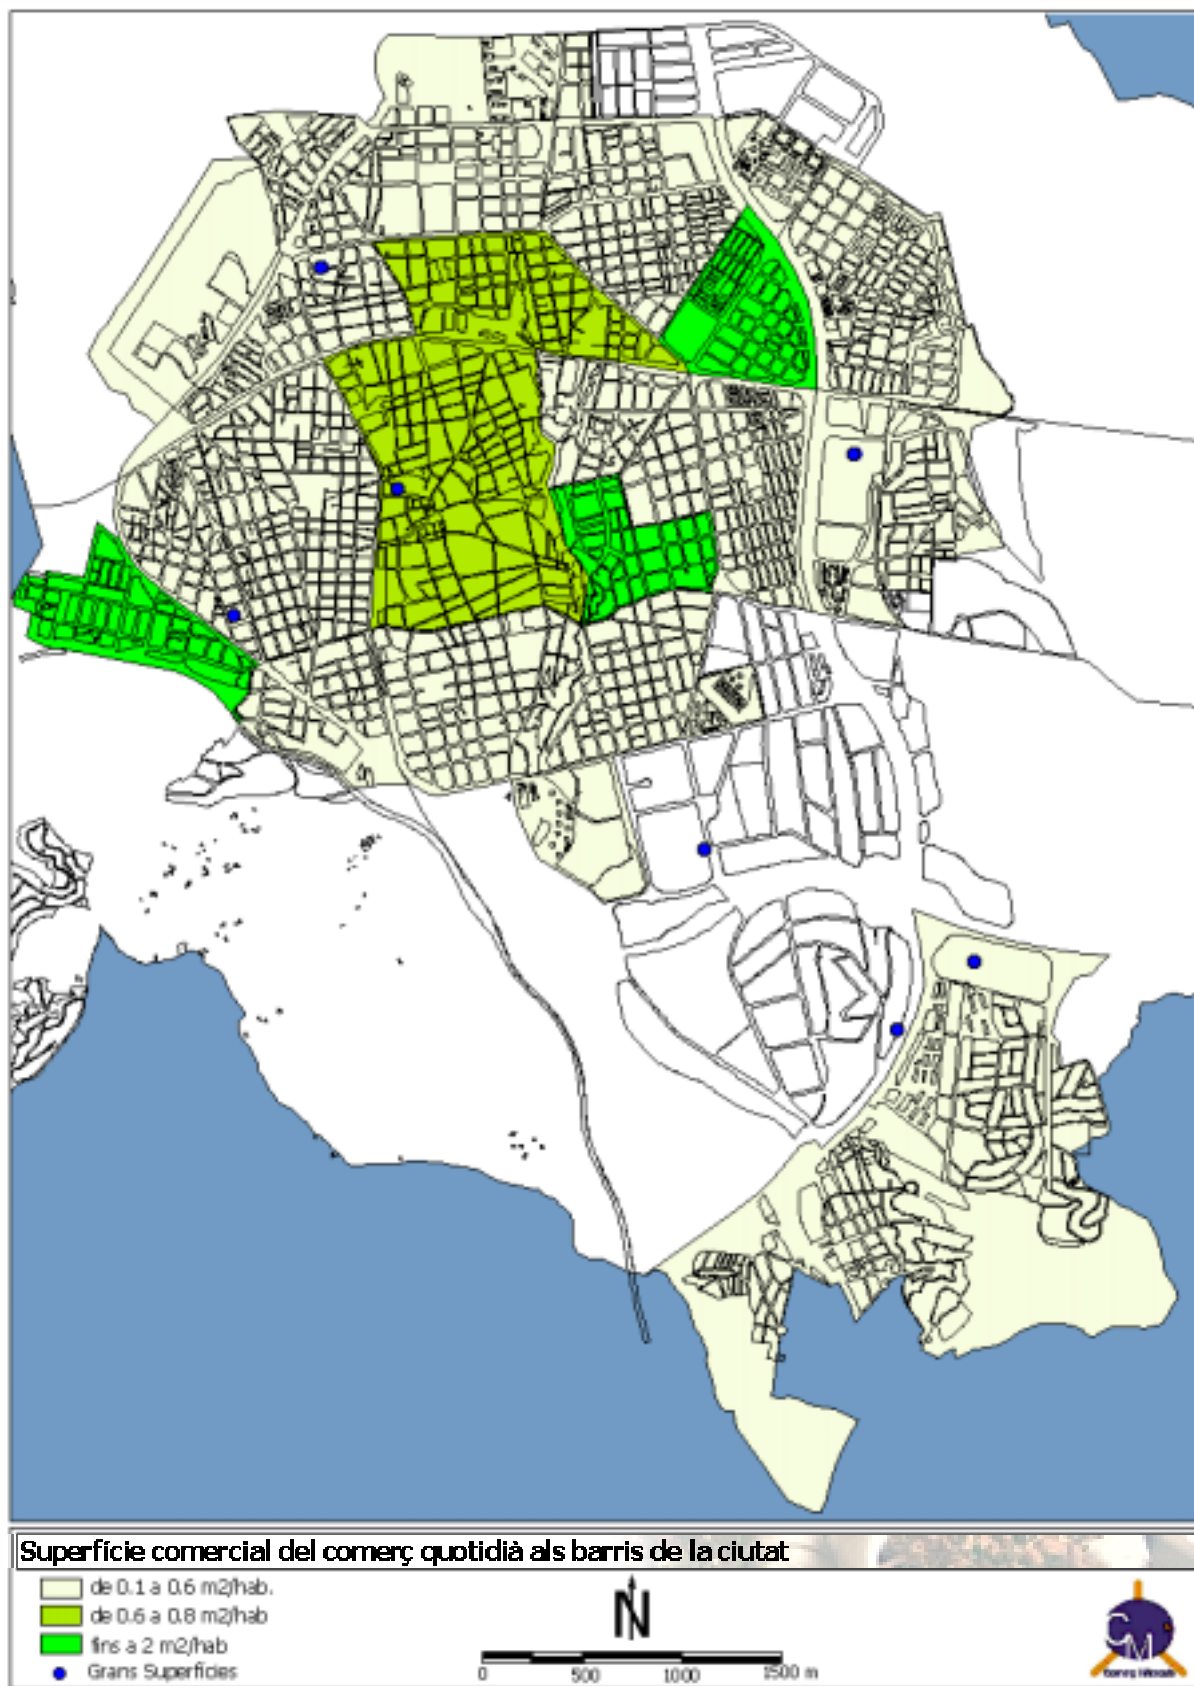 Superfície comercial del comerç quotidià als barris de la ciutat
de 0.1 a 0.6 m2/hab.
de 0.6 a 0.8 m2/hab
fins a 2 m2/hab
Grans Superfícies
N
0 500 1000 1500 m
CM